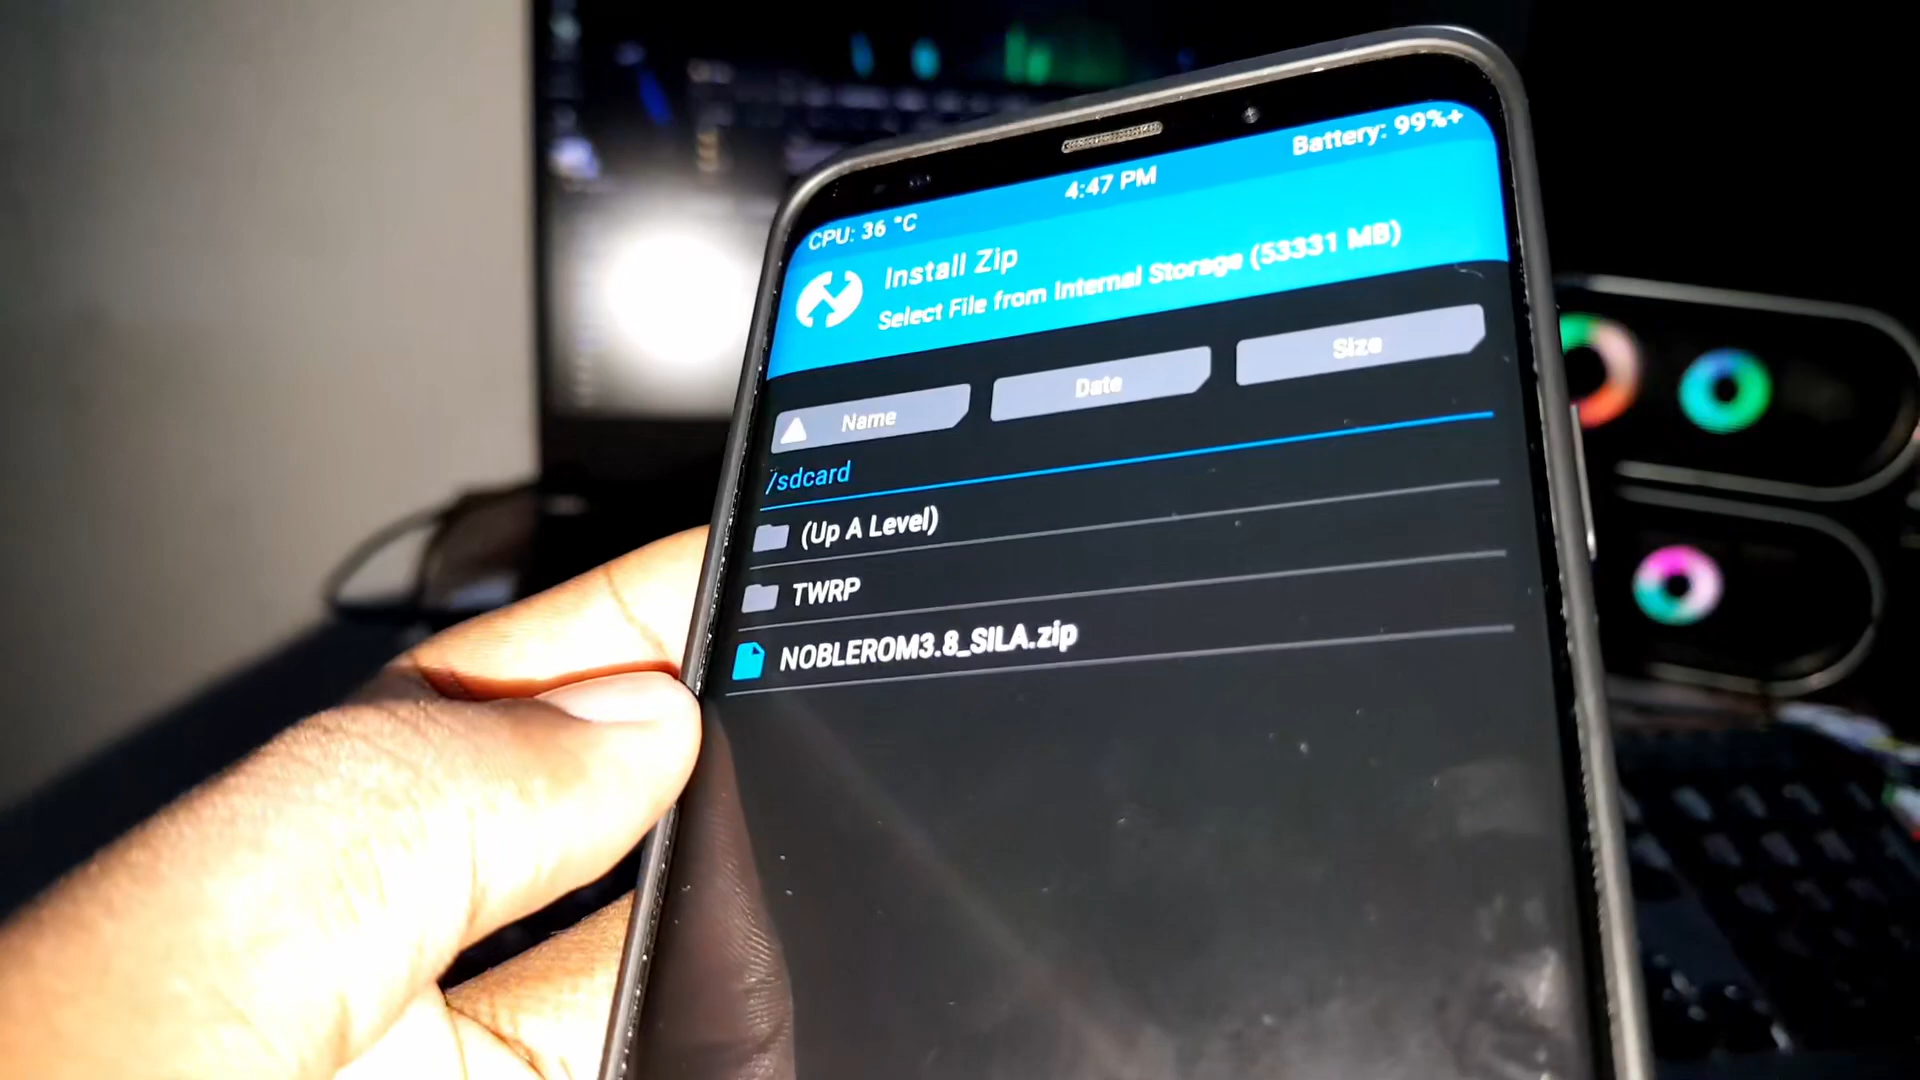 Battery: 99%+
4:47 PM
CPU: 36 °C
Install Zip
Select File from Internal Storage (53331 MB)
Name
Date
Size
/sdcard
(Up A Level)
TWRP
NOBLEROM3.8_SILA.zip